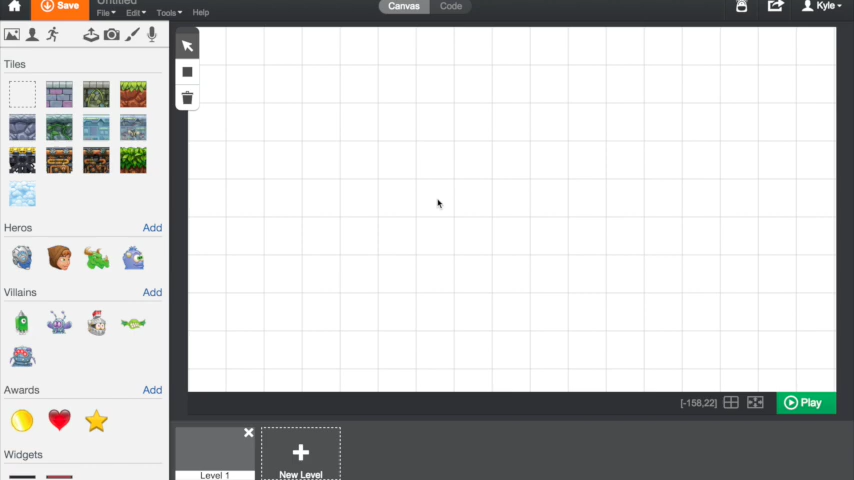 Save
Untitled
File Edit Tools Help
Canvas Code
Kyle
Tiles
Heros Add
Villains Add
Awards Add
Widgets
[-158,22]
Play
Level 1
New Level